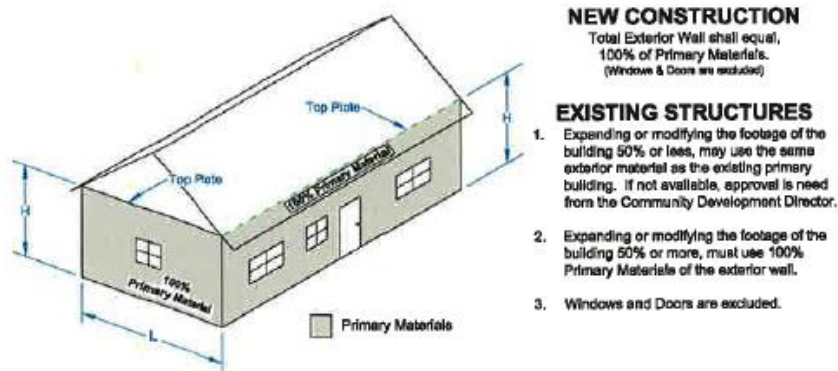 NEW CONSTRUCTION
Total Exterior Wall shall equal,
100% of Primary Materials.
(Windows & Doors are excluded)
EXISTING STRUCTURES
1. Expanding or modifying the footage of the
building 50% or less, may use the same
exterior material as the existing primary
building. If not available, approval is need
from the Community Development Director.
2. Expanding or modifying the footage of the
building 50% or more, must use 100%
Primary Materials of the exterior wall.
3. Windows and Doors are excluded.
Top Plate
H
100% Primary Material
Top Plate
H
100%
Primary Material
L
Primary Materials